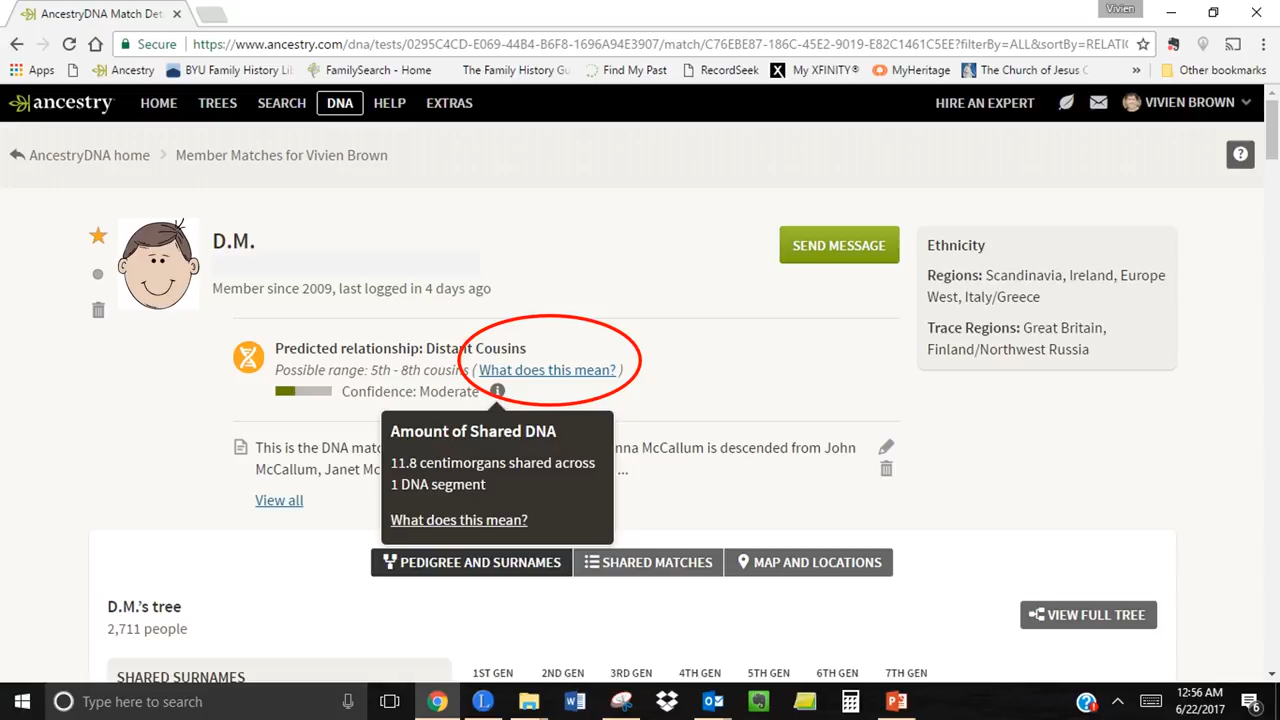 AncestryDNA Match Det
Vivien
Secure
https://www.ancestry.com/dna/tests/0295C4CD-E069-44B4-B6F8-1696A94E3907/match/C76EBE87-186C-45E2-9019-E82C1461C5EE?filterBy=ALL&sortBy=RELATIO
Apps Ancestry BYU Family History Lib FamilySearch - Home The Family History Gu Find My Past RecordSeek X My XFINITY® MyHeritage The Church of Jesus C » Other bookmarks
ancestry HOME TREES SEARCH DNA HELP EXTRAS HIRE AN EXPERT VIVIEN BROWN
AncestryDNA home Member Matches for Vivien Brown ?
D.M.
SEND MESSAGE
Member since 2009, last logged in 4 days ago
Ethnicity
Regions: Scandinavia, Ireland, Europe
West, Italy/Greece
Trace Regions: Great Britain,
Finland/Northwest Russia
Predicted relationship: Distant Cousins
Possible range: 5th - 8th cousins (What does this mean?)
Confidence: Moderate i
Amount of Shared DNA
11.8 centimorgans shared across
1 DNA segment
What does this mean?
This is the DNA nna McCallum is descended from John
McCallum, Janet ...
View all
PEDIGREE AND SURNAMES SHARED MATCHES MAP AND LOCATIONS
D.M.'s tree
2,711 people
VIEW FULL TREE
SHARED SURNAMES
1ST GEN 2ND GEN 3RD GEN 4TH GEN 5TH GEN 6TH GEN 7TH GEN
Type here to search
12:56 AM
6/22/2017
6